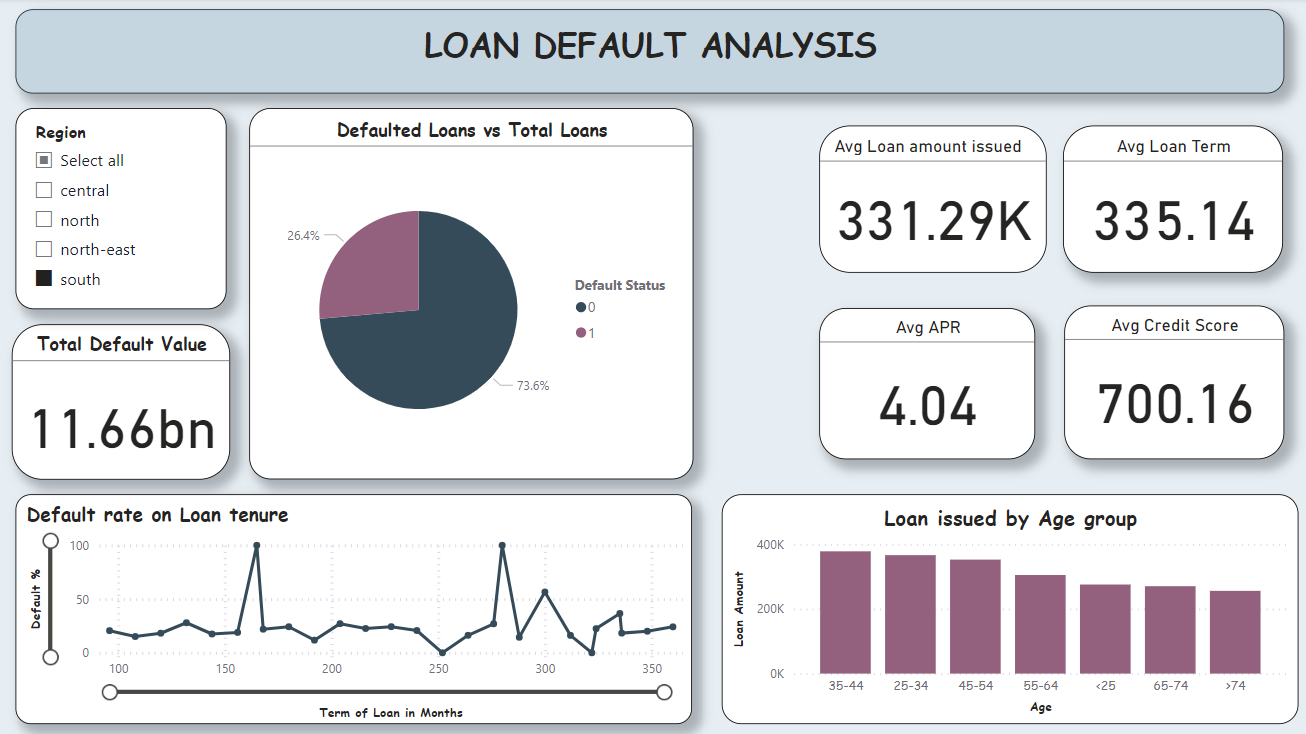 LOAN DEFAULT ANALYSIS
Region
Select all
central
north
north-east
south
Total Default Value
11.66bn
Defaulted Loans vs Total Loans
26.4%
73.6%
Default Status
0
1
Avg Loan amount issued
331.29K
Avg Loan Term
335.14
Avg APR
4.04
Avg Credit Score
700.16
Default rate on Loan tenure
Default %
100
50
0
100 150 200 250 300 350
Term of Loan in Months
Loan issued by Age group
Loan Amount
400K
200K
0K
35-44 25-34 45-54 55-64 <25 65-74 >74
Age